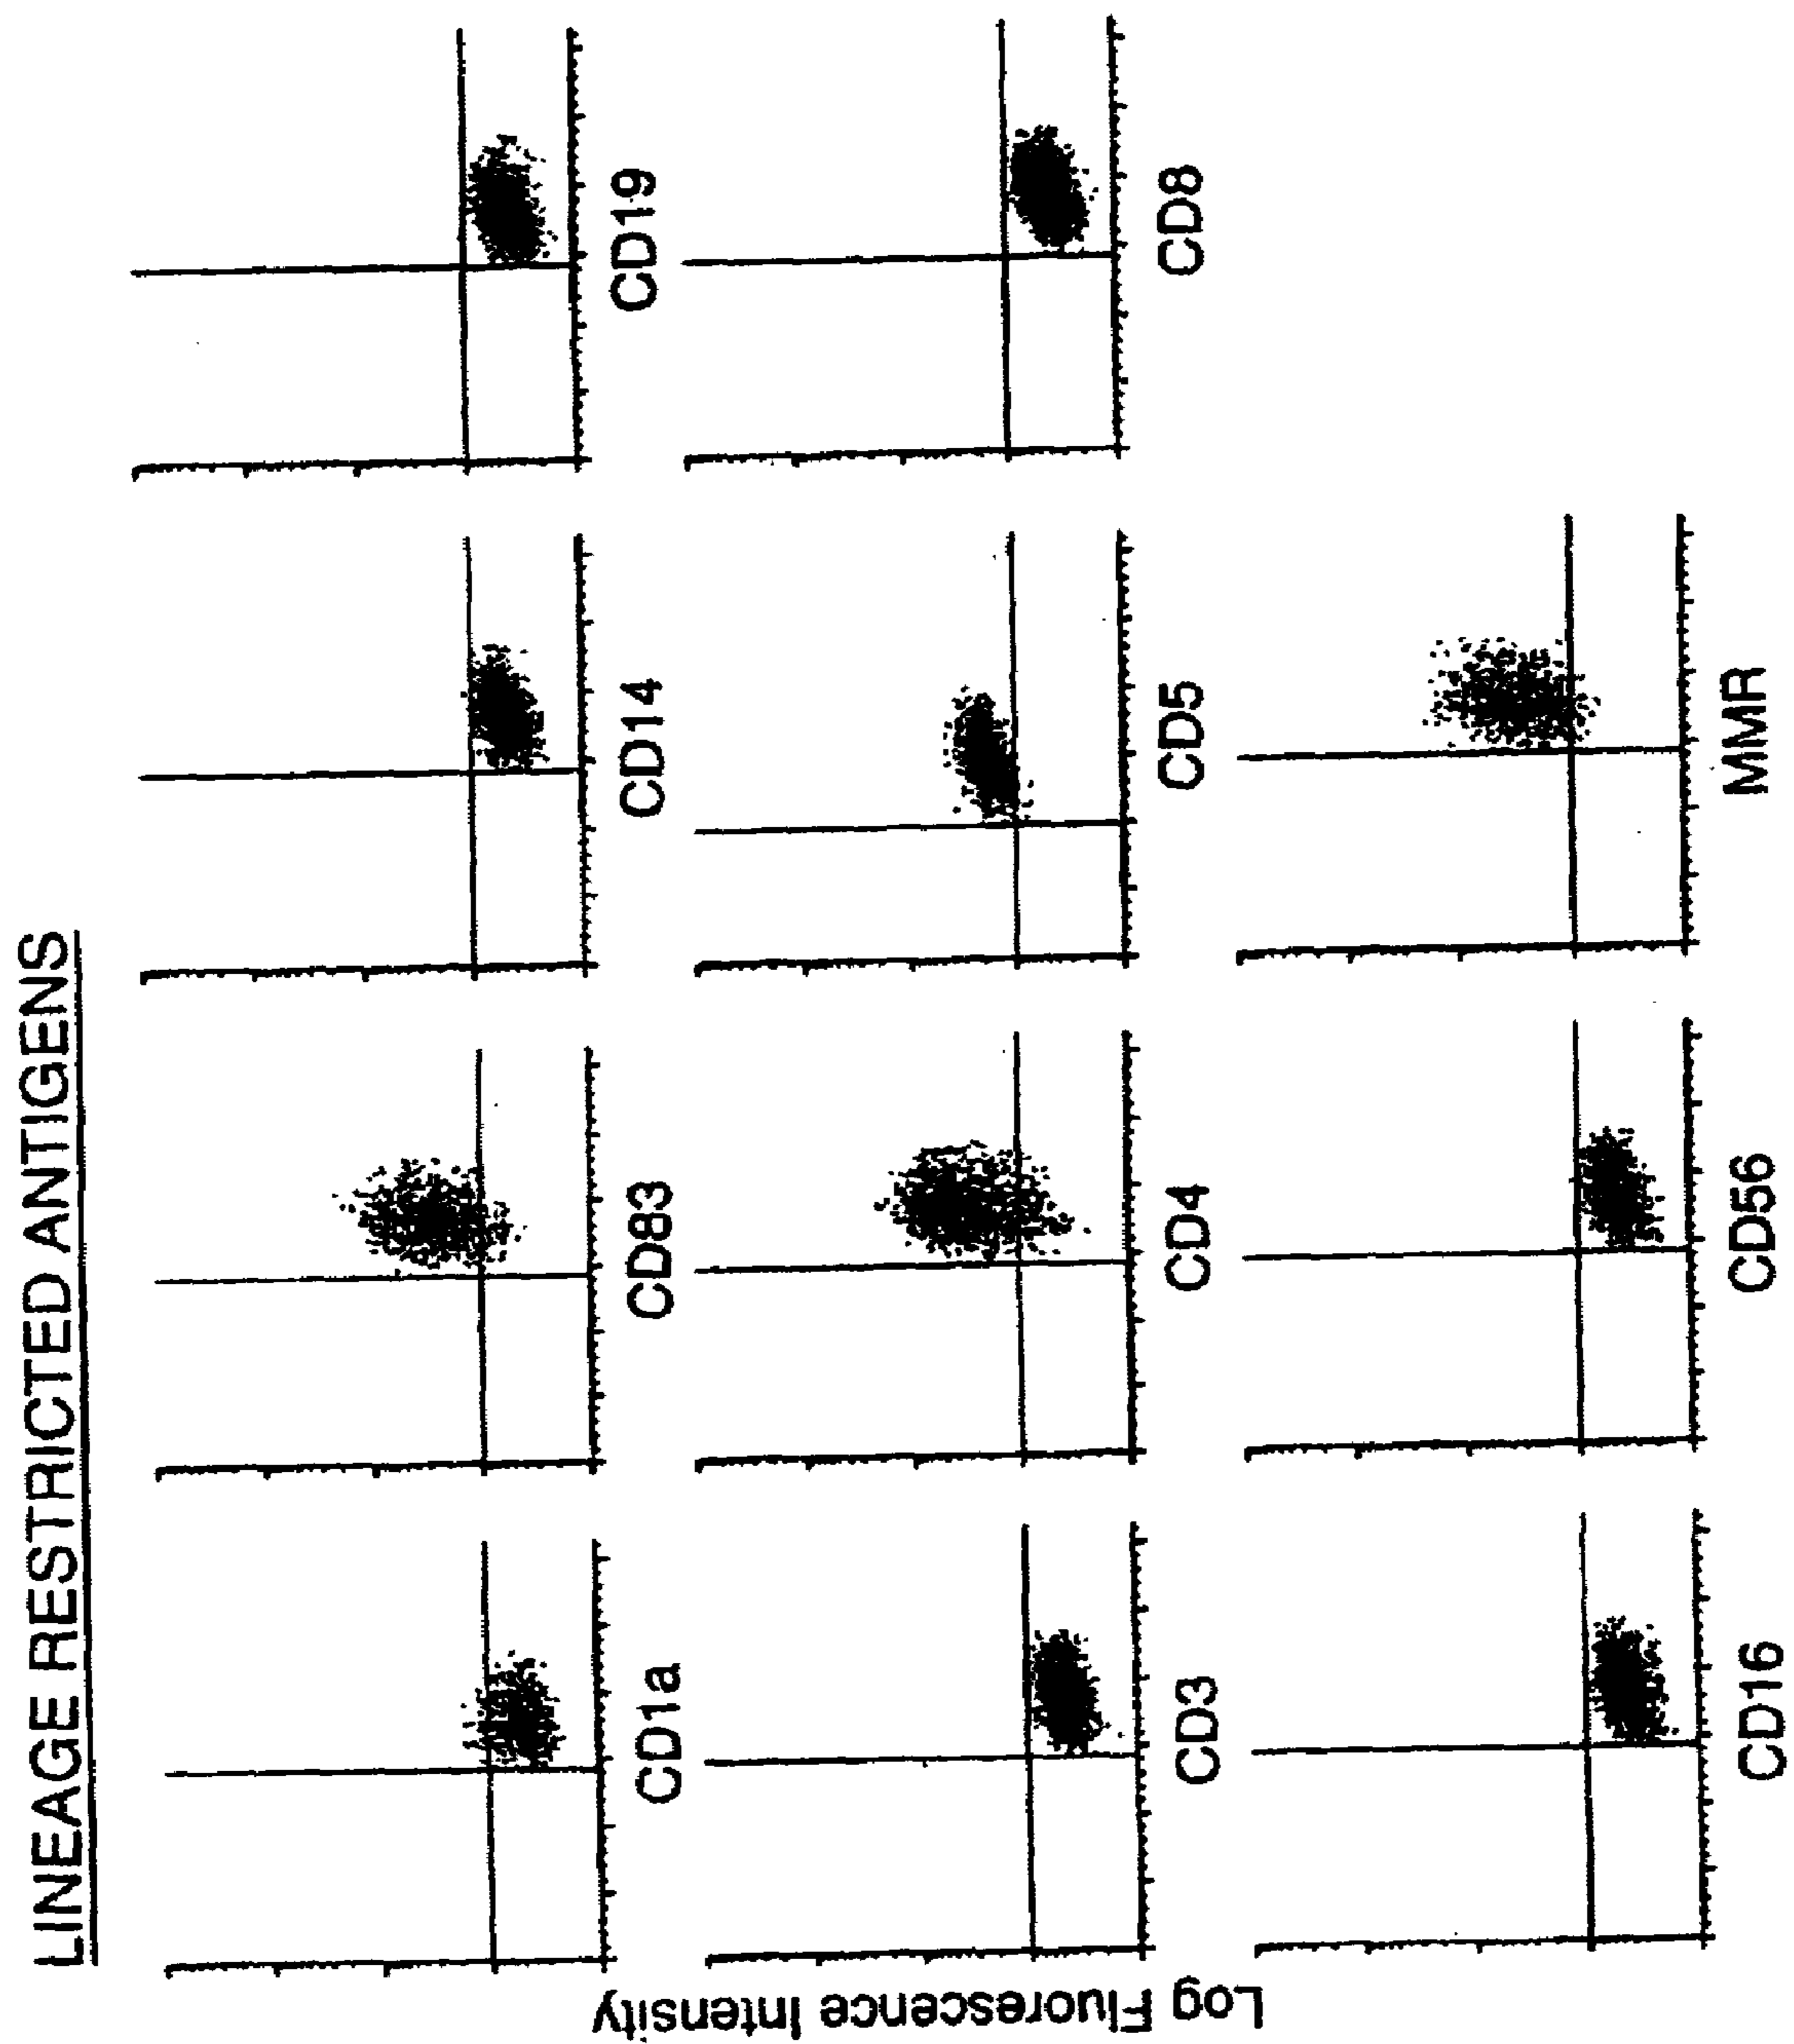 LINEAGE RESTRICTED ANTIGENS
Log Fluorescence Intensity
CD1a
CD83
CD14
CD19
CD3
CD4
CD5
CD8
CD16
CD56
MMR